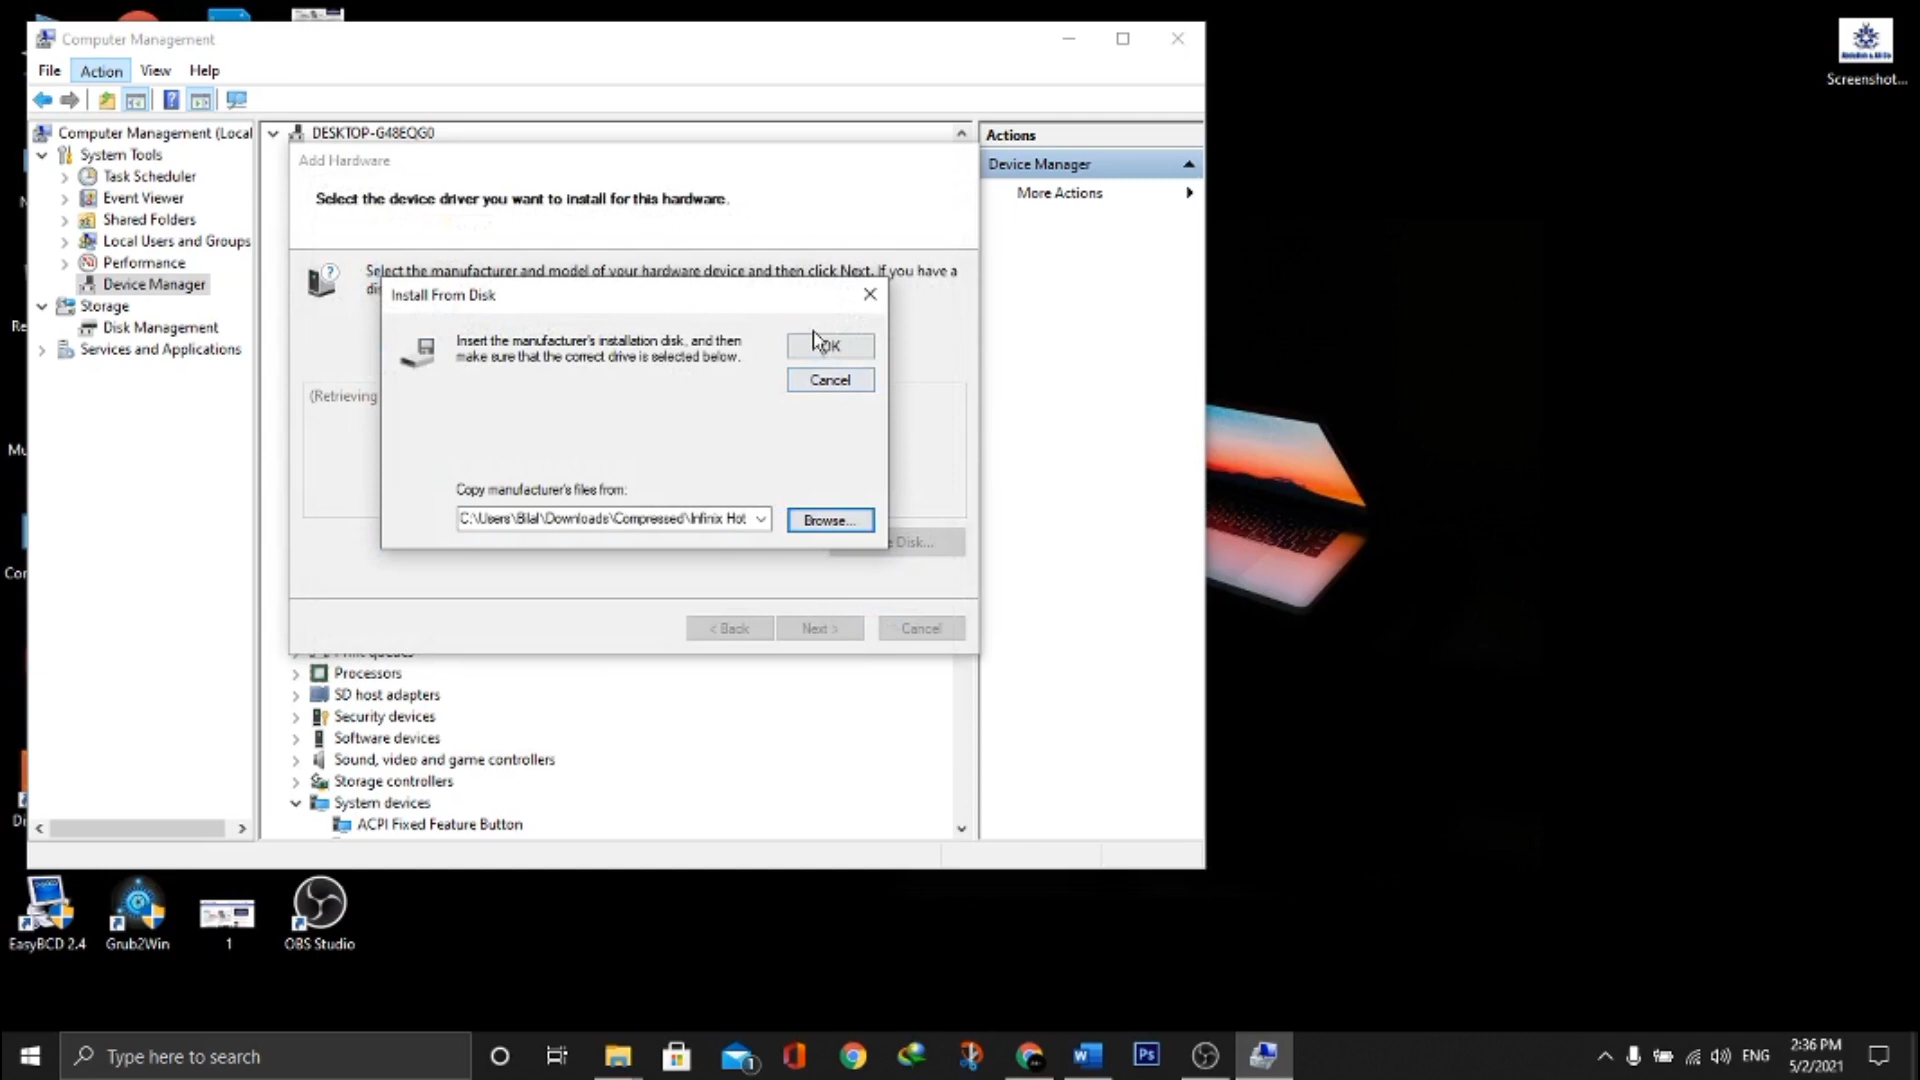 Computer Management
File Action View Help
Computer Management (Local
System Tools
Task Scheduler
Event Viewer
Shared Folders
Local Users and Groups
Performance
Device Manager
Storage
Disk Management
Services and Applications
DESKTOP-G48EQG0
Add Hardware
Select the device driver you want to install for this hardware.
Select the manufacturer and model of your hardware device and then click Next. If you have a
(Retrieving
Install From Disk
Insert the manufacturer's installation disk, and then
make sure that the correct drive is selected below.
OK
Cancel
Copy manufacturer's files from:
C:\Users\Bilal\Downloads\Compressed\Infinix Hot
Browse...
Disk...
< Back
Next >
Cancel
Processors
SD host adapters
Security devices
Software devices
Sound, video and game controllers
Storage controllers
System devices
ACPI Fixed Feature Button
Actions
Device Manager
More Actions
Screenshot...
EasyBCD 2.4
Grub2Win
1
OBS Studio
Type here to search
Ps
ENG
2:36 PM
5/2/2021